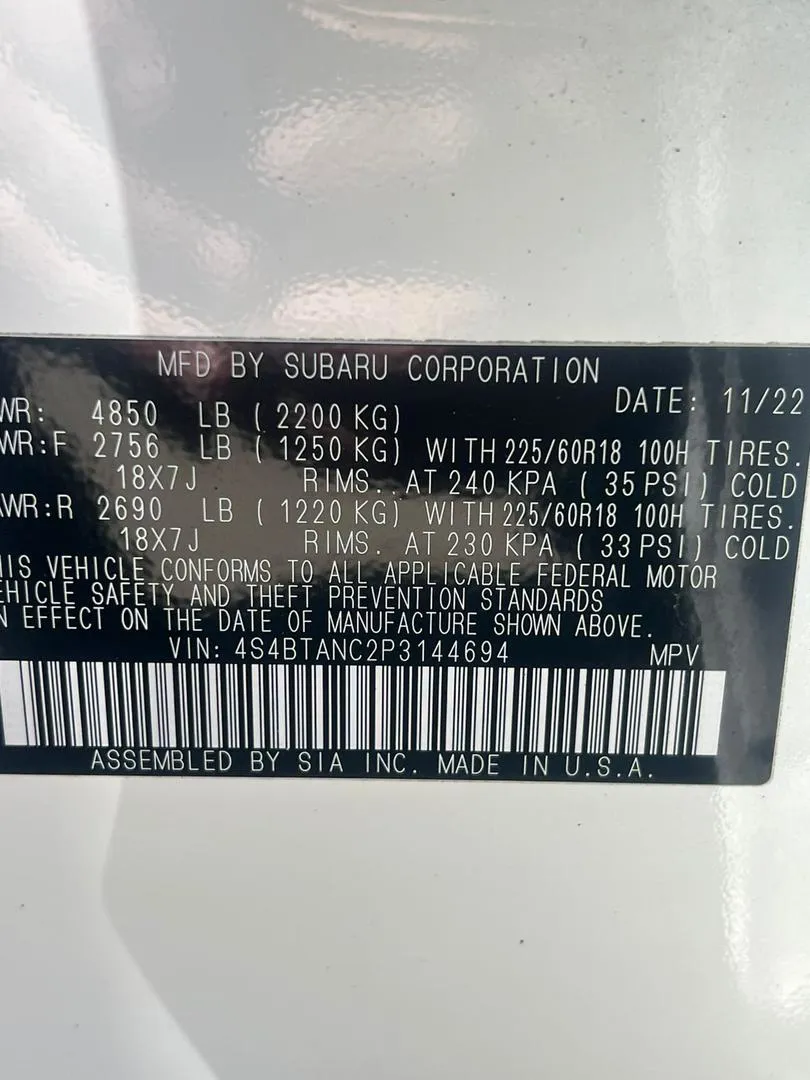 MFD BY SUBARU CORPORATION
DATE: 11/22
WR: 4850 LB ( 2200 KG)
WR:F 2756 LB ( 1250 KG) WITH 225/60R18 100H TIRES.
18X7J RIMS. AT 240 KPA ( 35 PSI) COLD
WR:R 2690 LB ( 1220 KG) WITH 225/60R18 100H TIRES.
18X7J RIMS. AT 230 KPA ( 33 PSI) COLD
IS VEHICLE CONFORMS TO ALL APPLICABLE FEDERAL MOTOR
EHICLE SAFETY AND THEFT PREVENTION STANDARDS
N EFFECT ON THE DATE OF MANUFACTURE SHOWN ABOVE.
VIN: 4S4BTANC2P3144694 MPV
ASSEMBLED BY SIA INC. MADE IN U.S.A.